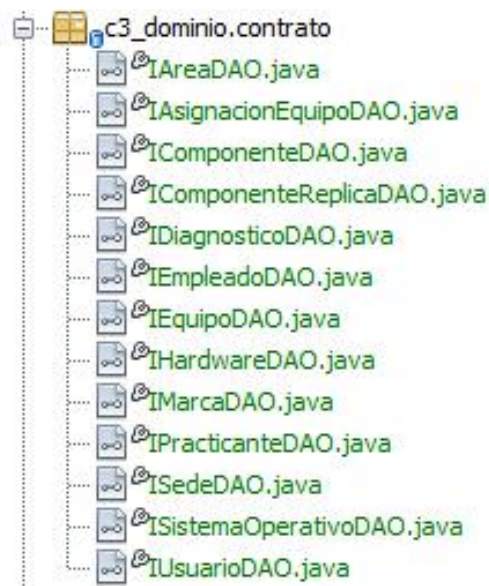 c3_dominio.contrato
IAreaDAO.java
IAsignacionEquipoDAO.java
IComponenteDAO.java
IComponenteReplicaDAO.java
IDiagnosticoDAO.java
IEmpleadoDAO.java
IEquipoDAO.java
IHardwareDAO.java
IMarcaDAO.java
IPracticanteDAO.java
ISedeDAO.java
ISistemaOperativoDAO.java
IUsuarioDAO.java